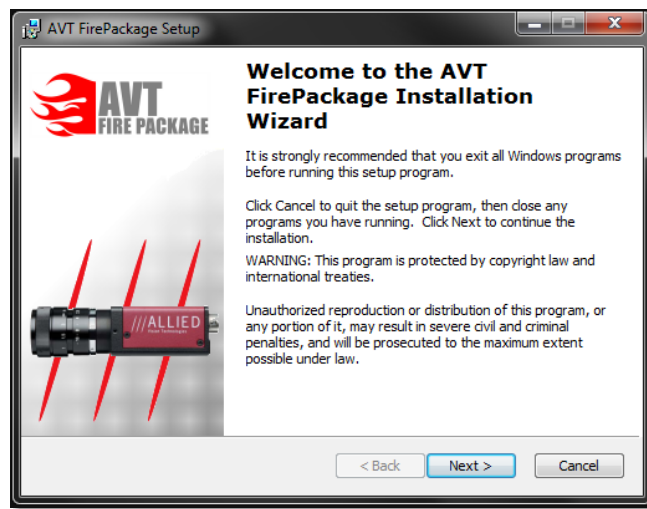 AVT FirePackage Setup
AVT
FIRE PACKAGE
Welcome to the AVT
FirePackage Installation
Wizard
It is strongly recommended that you exit all Windows programs
before running this setup program.
Click Cancel to quit the setup program, then close any
programs you have running. Click Next to continue the
installation.
WARNING: This program is protected by copyright law and
international treaties.
Unauthorized reproduction or distribution of this program, or
any portion of it, may result in severe civil and criminal
penalties, and will be prosecuted to the maximum extent
possible under law.
///ALLIED
Vision Technologies
< Back
Next >
Cancel